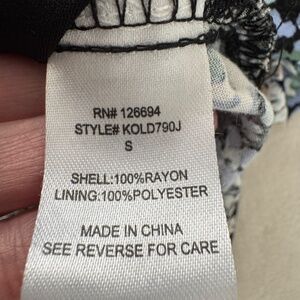 RN# 126694
STYLE# KOLD790J
S
SHELL:100%RAYON
LINING:100%POLYESTER
MADE IN CHINA
SEE REVERSE FOR CARE